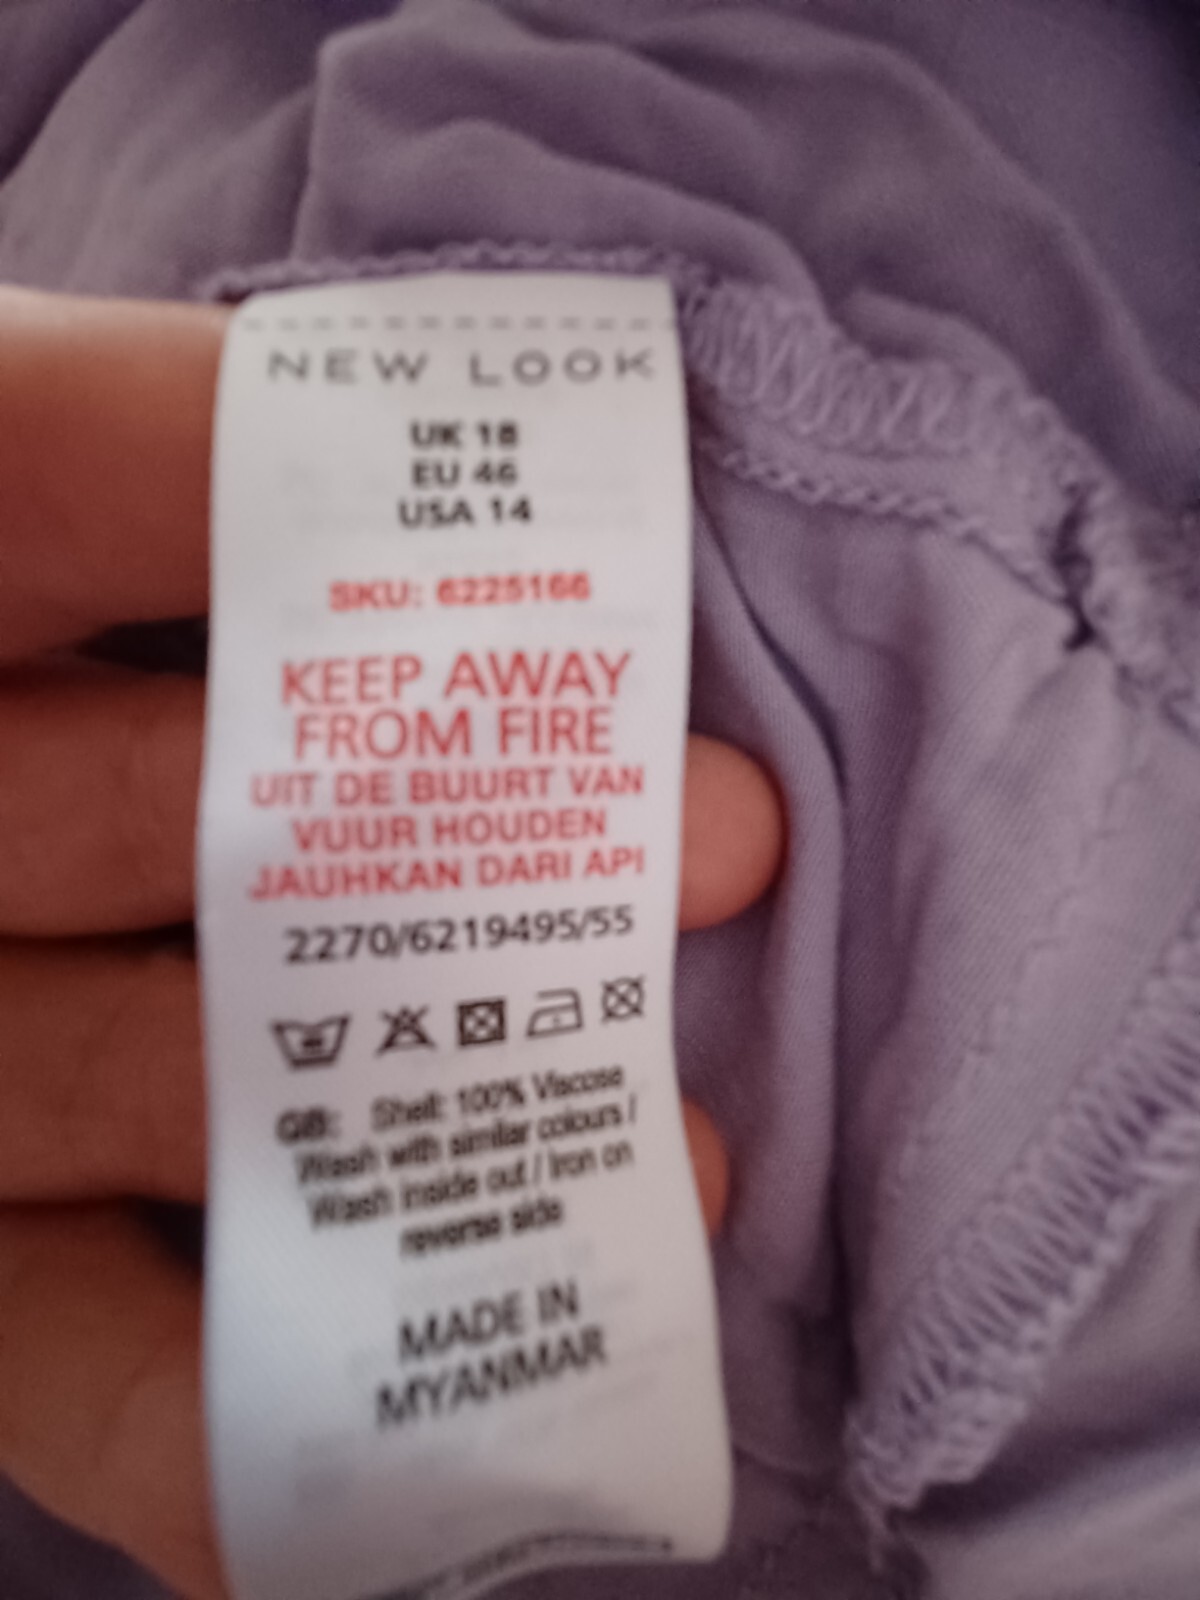 NEW LOOK
UK 18
EU 46
USA 14
SKU: 6225166
KEEP AWAY
FROM FIRE
UIT DE BUURT VAN
VUUR HOUDEN
JAUHKAN DARI API
2270/6219495/55
GB: Shell: 100% Viscose
Wash with similar colours /
Wash inside out / Iron on
reverse side
MADE IN
MYANMAR